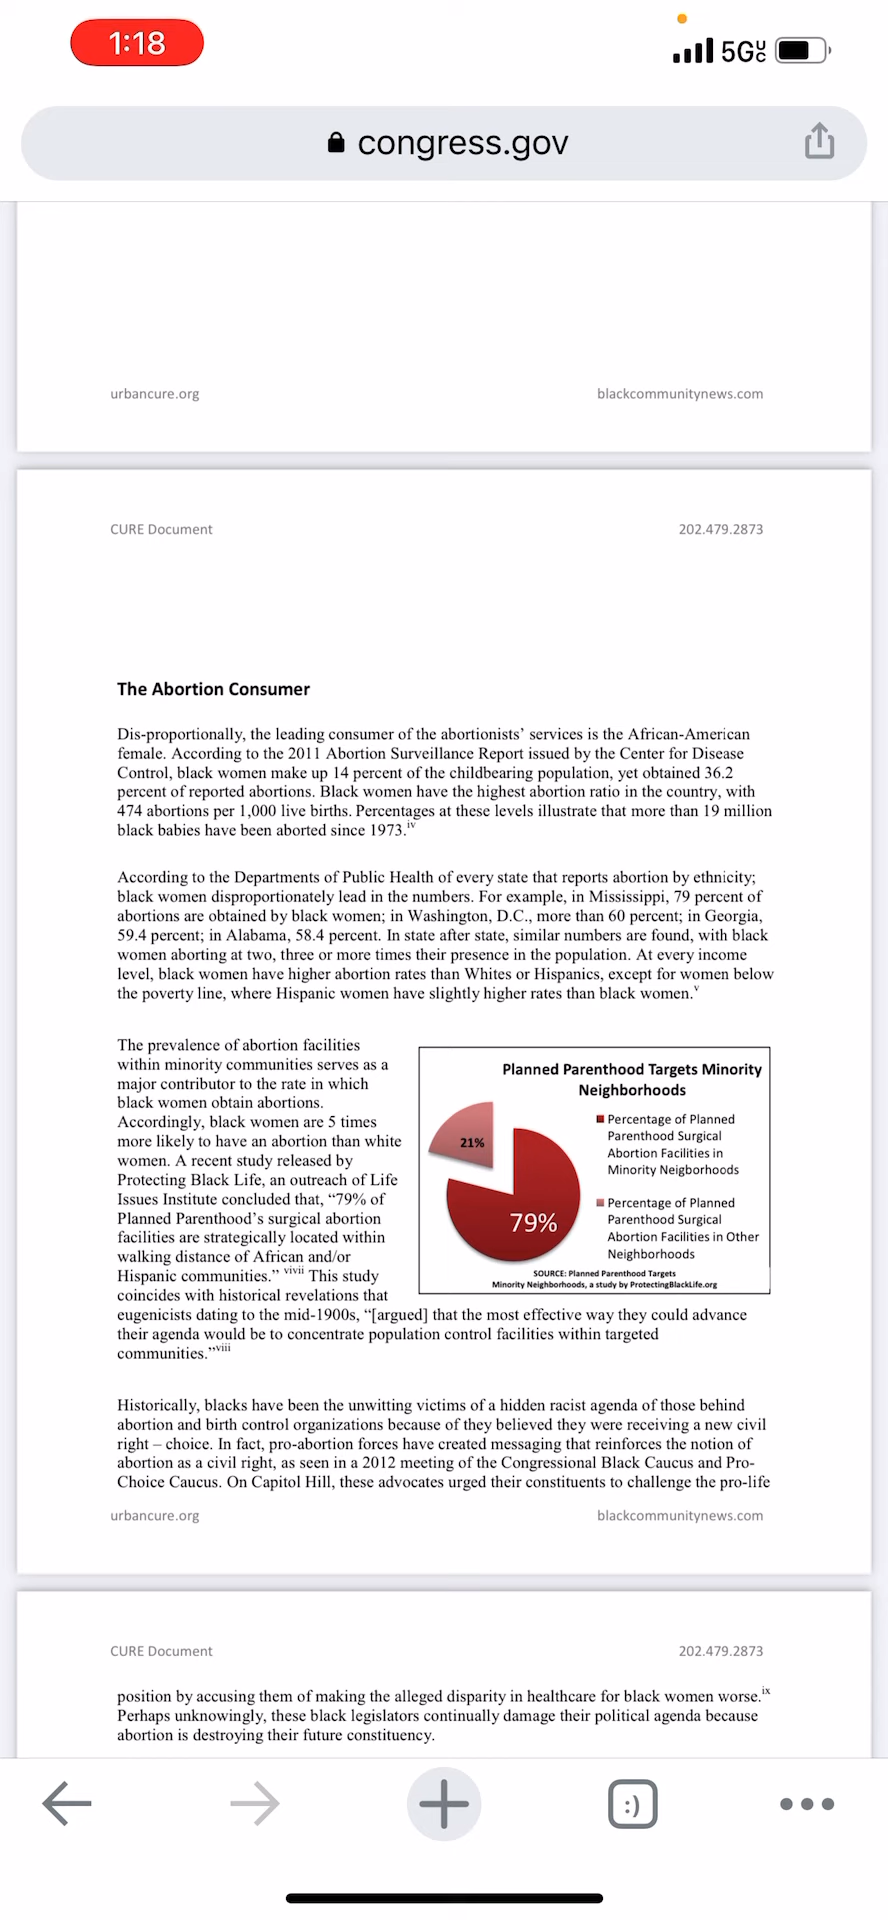 1:18
5G UC
congress.gov
urbancure.org
blackcommunitynews.com
CURE Document
202.479.2873
The Abortion Consumer
Dis-proportionally, the leading consumer of the abortionists' services is the African-American
female. According to the 2011 Abortion Surveillance Report issued by the Center for Disease
Control, black women make up 14 percent of the childbearing population, yet obtained 36.2
percent of reported abortions. Black women have the highest abortion ratio in the country, with
474 abortions per 1,000 live births. Percentages at these levels illustrate that more than 19 million
black babies have been aborted since 1973.iv
According to the Departments of Public Health of every state that reports abortion by ethnicity;
black women disproportionately lead in the numbers. For example, in Mississippi, 79 percent of
abortions are obtained by black women; in Washington, D.C., more than 60 percent; in Georgia,
59.4 percent; in Alabama, 58.4 percent. In state after state, similar numbers are found, with black
women aborting at two, three or more times their presence in the population. At every income
level, black women have higher abortion rates than Whites or Hispanics, except for women below
the poverty line, where Hispanic women have slightly higher rates than black women.v
The prevalence of abortion facilities
within minority communities serves as a
major contributor to the rate in which
black women obtain abortions.
Accordingly, black women are 5 times
more likely to have an abortion than white
women. A recent study released by
Protecting Black Life, an outreach of Life
Issues Institute concluded that, "79% of
Planned Parenthood's surgical abortion
facilities are strategically located within
walking distance of African and/or
Hispanic communities." vivii This study
coincides with historical revelations that
Planned Parenthood Targets Minority
Neighborhoods
21%
79%
Percentage of Planned
Parenthood Surgical
Abortion Facilities in
Minority Neigborhoods
Percentage of Planned
Parenthood Surgical
Abortion Facilities in Other
Neighborhoods
SOURCE: Planned Parenthood Targets
Minority Neighborhoods, a study by ProtectingBlackLife.org
eugenicists dating to the mid-1900s, "[argued] that the most effective way they could advance
their agenda would be to concentrate population control facilities within targeted
communities."viii
Historically, blacks have been the unwitting victims of a hidden racist agenda of those behind
abortion and birth control organizations because of they believed they were receiving a new civil
right – choice. In fact, pro-abortion forces have created messaging that reinforces the notion of
abortion as a civil right, as seen in a 2012 meeting of the Congressional Black Caucus and Pro-
Choice Caucus. On Capitol Hill, these advocates urged their constituents to challenge the pro-life
urbancure.org
blackcommunitynews.com
CURE Document
202.479.2873
position by accusing them of making the alleged disparity in healthcare for black women worse.ix
Perhaps unknowingly, these black legislators continually damage their political agenda because
abortion is destroying their future constituency.
:)